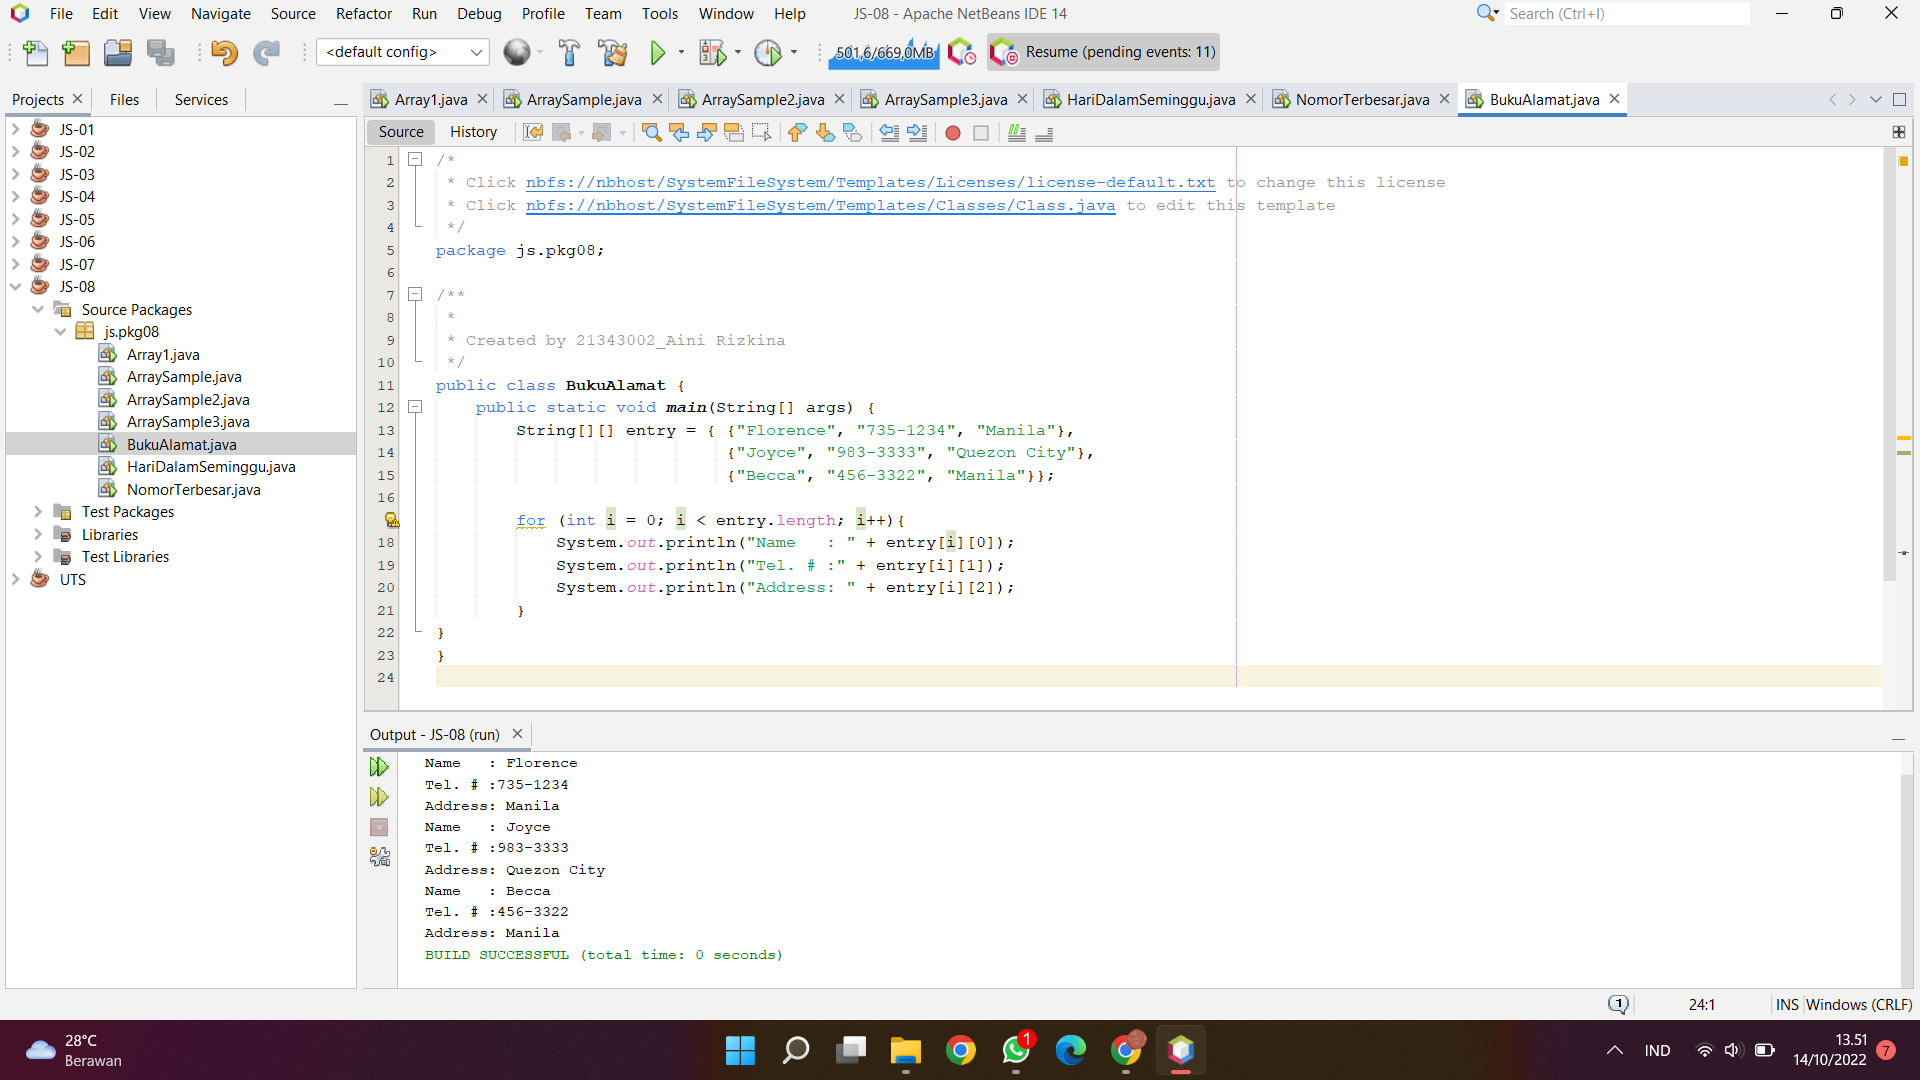 File Edit View Navigate Source Refactor Run Debug Profile Team Tools Window Help JS-08 - Apache NetBeans IDE 14 Search (Ctrl+I)
<default config> 501,6/669,0MB Resume (pending events: 11)
Projects Files Services
Array1.java ArraySample.java ArraySample2.java ArraySample3.java HariDalamSeminggu.java NomorTerbesar.java BukuAlamat.java
Source History
JS-01
JS-02
JS-03
JS-04
JS-05
JS-06
JS-07
JS-08
Source Packages
js.pkg08
Array1.java
ArraySample.java
ArraySample2.java
ArraySample3.java
BukuAlamat.java
HariDalamSeminggu.java
NomorTerbesar.java
Test Packages
Libraries
Test Libraries
UTS
1 /*
2 * Click nbfs://nbhost/SystemFileSystem/Templates/Licenses/license-default.txt to change this license
3 * Click nbfs://nbhost/SystemFileSystem/Templates/Classes/Class.java to edit this template
4 */
5 package js.pkg08;
6
7 /**
8 *
9 * Created by 21343002_Aini Rizkina
10 */
11 public class BukuAlamat {
12 public static void main(String[] args) {
13 String[][] entry = { {"Florence", "735-1234", "Manila"},
14 {"Joyce", "983-3333", "Quezon City"},
15 {"Becca", "456-3322", "Manila"}};
16
for (int i = 0; i < entry.length; i++){
18 System.out.println("Name   : " + entry[i][0]);
19 System.out.println("Tel. # :" + entry[i][1]);
20 System.out.println("Address: " + entry[i][2]);
21 }
22 }
23 }
24
Output - JS-08 (run)
Name   : Florence
Tel. # :735-1234
Address: Manila
Name   : Joyce
Tel. # :983-3333
Address: Quezon City
Name   : Becca
Tel. # :456-3322
Address: Manila
BUILD SUCCESSFUL (total time: 0 seconds)
1 24:1 INS Windows (CRLF)
28°C
Berawan
1
IND
13.51
14/10/2022
7